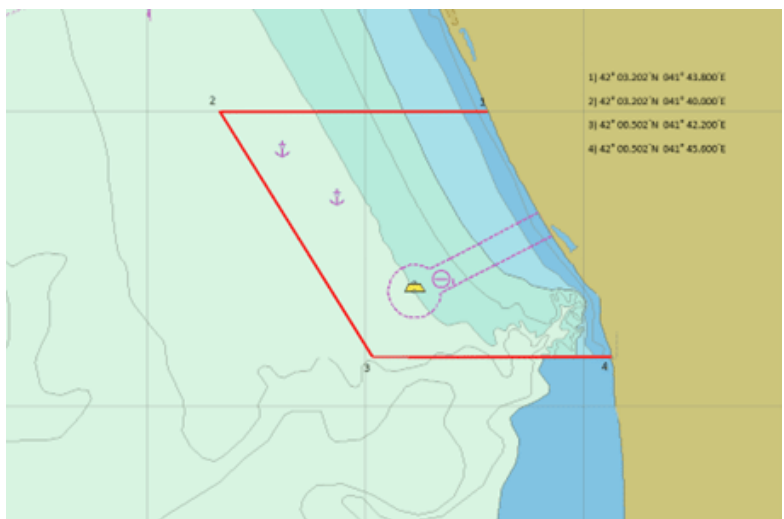 2
1
1) 42° 03.202'N 041° 43.800'E
2) 42° 03.202'N 041° 40.000'E
3) 42° 00.502'N 041° 42.200'E
4) 42° 00.502'N 041° 45.600'E
3
4